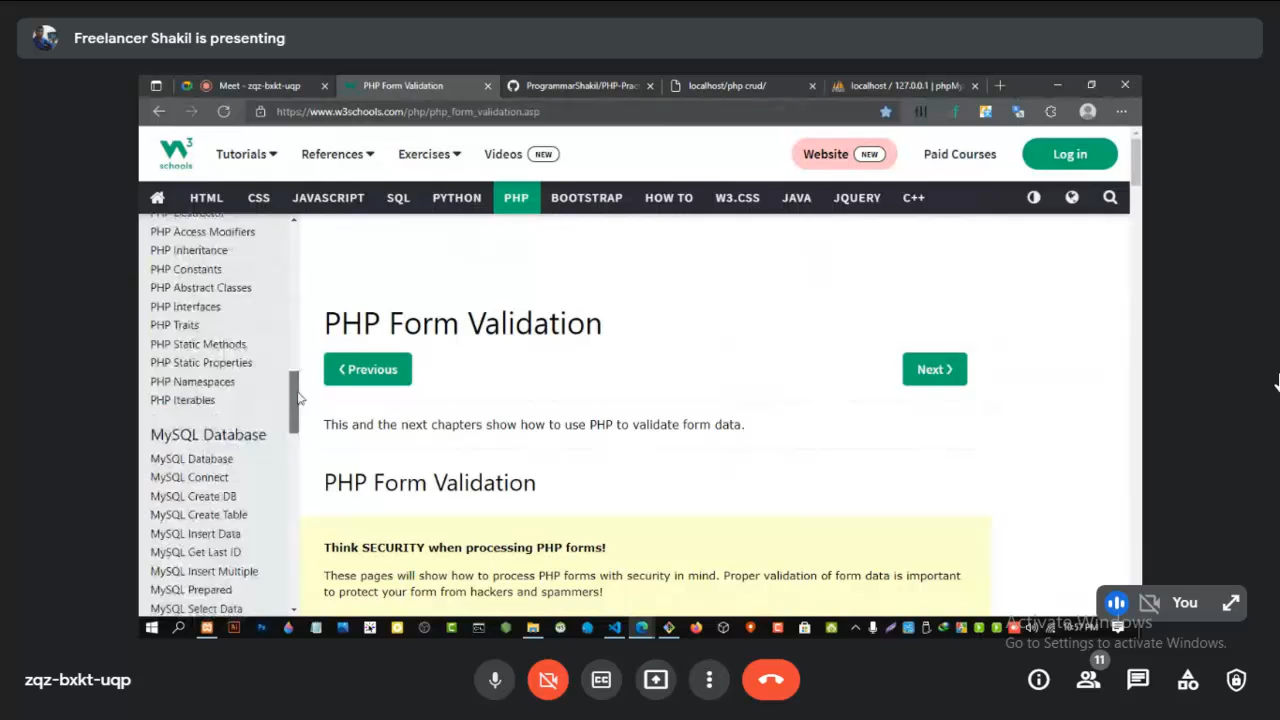 Freelancer Shakil is presenting
Meet - zqz-bxkt-uqp
PHP Form Validation
ProgrammarShakil/PHP-Prac
localhost/php crud/
localhost / 127.0.0.1 | phpMy
https://www.w3schools.com/php/php_form_validation.asp
W3 schools
Tutorials
References
Exercises
Videos NEW
Website NEW
Paid Courses
Log in
HTML
CSS
JAVASCRIPT
SQL
PYTHON
PHP
BOOTSTRAP
HOW TO
W3.CSS
JAVA
JQUERY
C++
PHP Access Modifiers
PHP Inheritance
PHP Constants
PHP Abstract Classes
PHP Interfaces
PHP Traits
PHP Static Methods
PHP Static Properties
PHP Namespaces
PHP Iterables
MySQL Database
MySQL Database
MySQL Connect
MySQL Create DB
MySQL Create Table
MySQL Insert Data
MySQL Get Last ID
MySQL Insert Multiple
MySQL Prepared
MySQL Select Data
PHP Form Validation
❮ Previous
Next ❯
This and the next chapters show how to use PHP to validate form data.
PHP Form Validation
Think SECURITY when processing PHP forms!
These pages will show how to process PHP forms with security in mind. Proper validation of form data is important
to protect your form from hackers and spammers!
You
Activate Windows
Go to Settings to activate Windows.
10:57 PM
zqz-bxkt-uqp
11